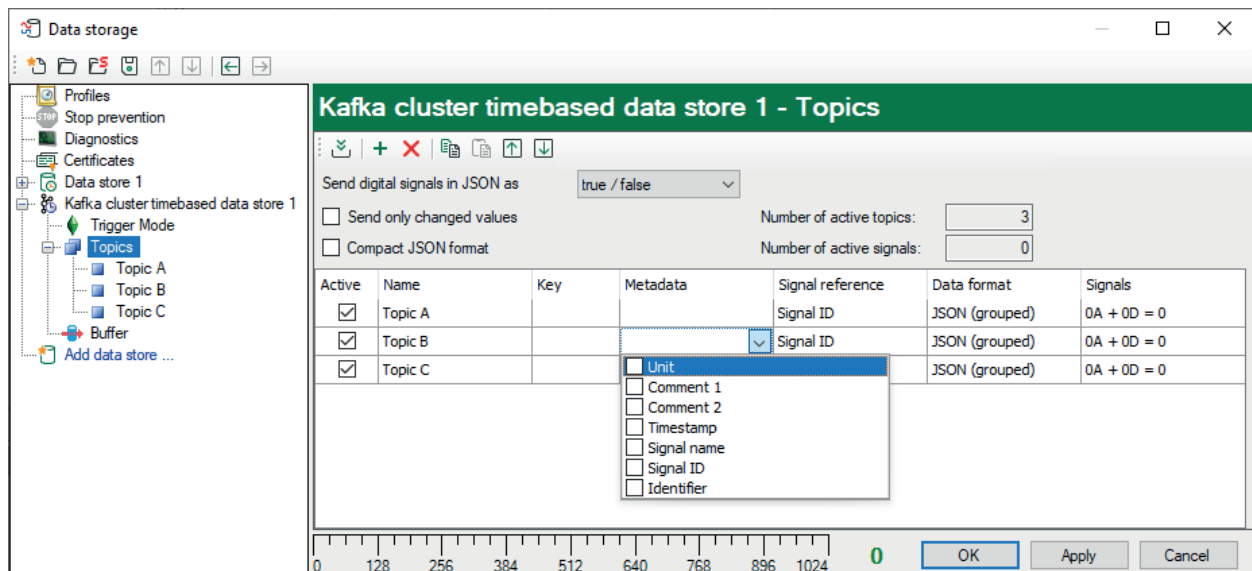 Data storage
Profiles
STOP Stop prevention
Diagnostics
Certificates
Data store 1
Kafka cluster timebased data store 1
Trigger Mode
Topics
Topic A
Topic B
Topic C
Buffer
Add data store ...
Kafka cluster timebased data store 1 - Topics
Send digital signals in JSON as true / false
Send only changed values Number of active topics: 3
Compact JSON format Number of active signals: 0
Active Name Key Metadata Signal reference Data format Signals
Topic A Signal ID JSON (grouped) 0A + 0D = 0
Topic B Signal ID JSON (grouped) 0A + 0D = 0
Topic C JSON (grouped) 0A + 0D = 0
Unit
Comment 1
Comment 2
Timestamp
Signal name
Signal ID
Identifier
0 128 256 384 512 640 768 896 1024 0 OK Apply Cancel